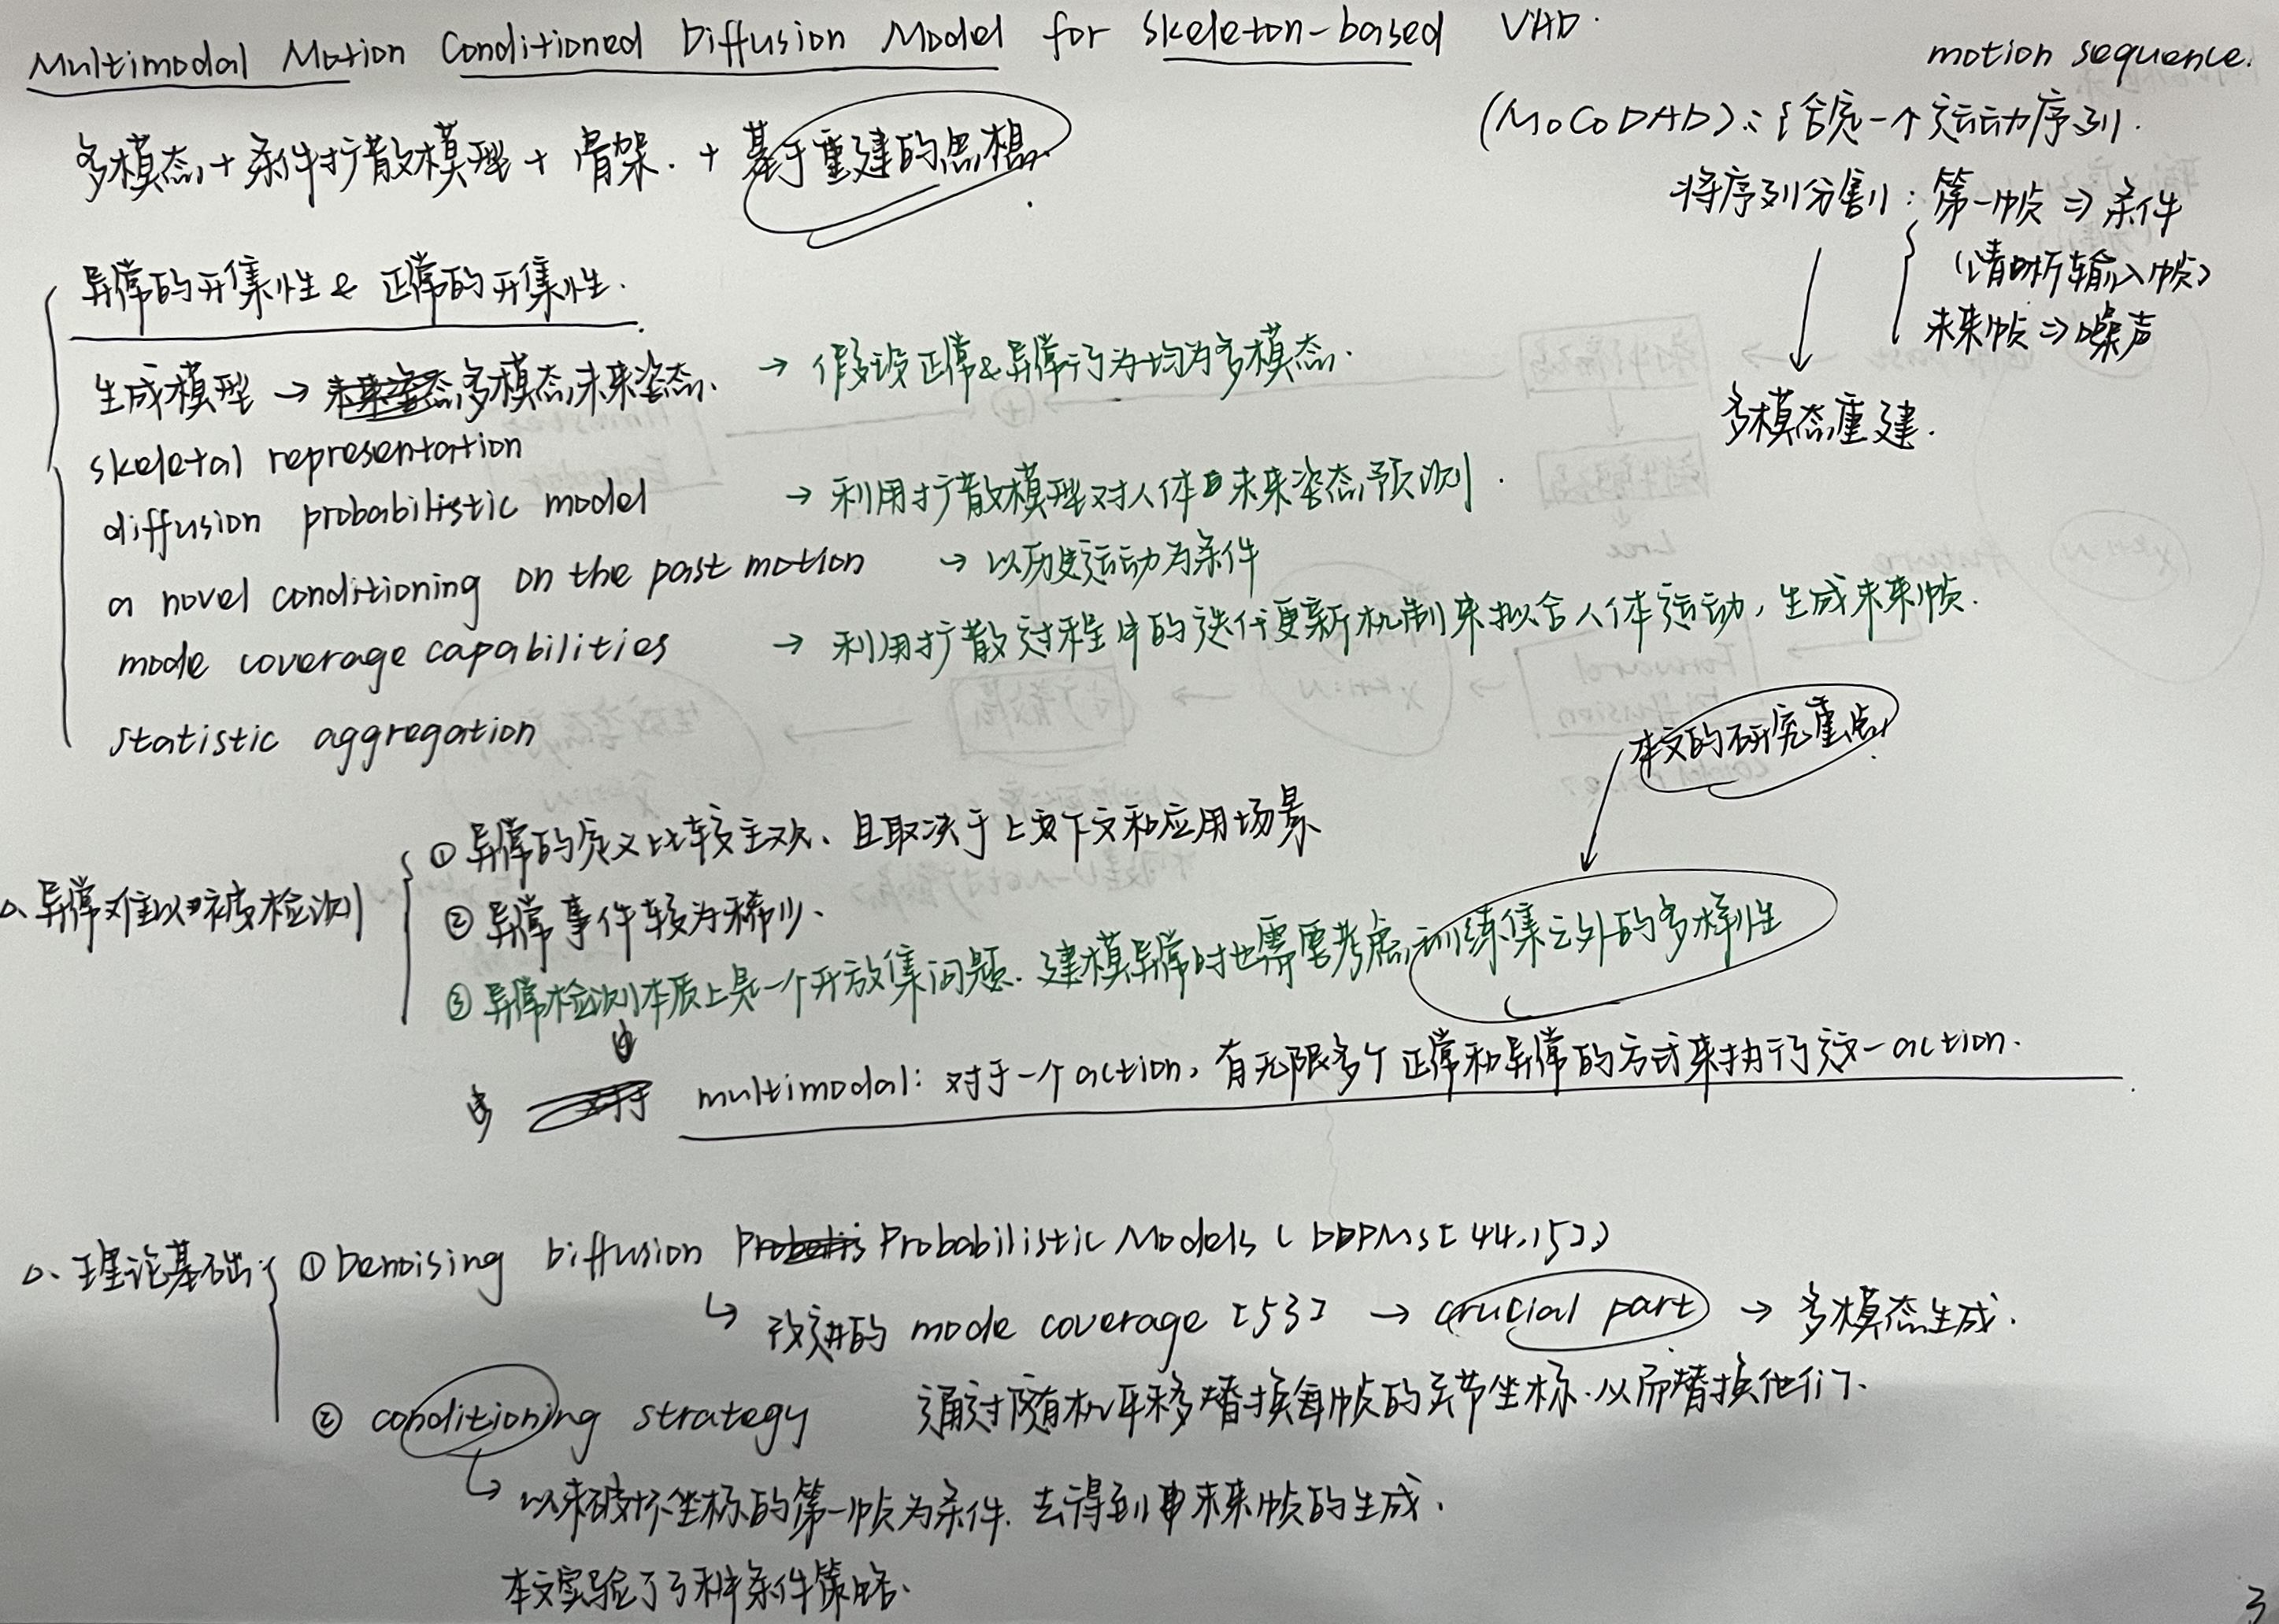 Multimodal Motion Conditioned Diffusion Model for skeleton-based VAD.
motion sequence.
多模态 + 条件扩散模型 + 骨架. + 基于重建的思想.
(MoCoDAD): 给定一个运动序列.
将序列分割: 第一帧 ⇒ 条件
(清晰输入帧)
未来帧 ⇒ 噪声
多模态重建.
异常的开集性 & 正常的开集性.
生成模型 → 多模态未来姿态. → 假设正常&异常行为均为多模态.
skeletal representation
diffusion probabilistic model → 利用扩散模型对人体未来姿态预测.
a novel conditioning on the past motion → 以历史运动为条件
mode coverage capabilities → 利用扩散过程中的迭代更新机制来拟合人体运动, 生成未来帧.
statistic aggregation
本文的研究重点
△、异常难以被检测
① 异常的定义比较主观、且取决于上下文和应用场景
② 异常事件较为稀少、
③ 异常检测本质上是一个开放集问题. 建模异常时也需要考虑训练集之外的多样性
multimodal: 对于一个action, 有无限多个正常和异常的方式来执行这一action.
△、理论基础
① Denoising Diffusion Probabilistic Models (DDPMs [44,15])
↳ 改进的 mode coverage [53] → crucial part → 多模态生成.
② conditioning strategy 通过随机平移替换每帧的关节坐标. 从而替换他们.
↳ 以未破坏坐标的第一帧为条件. 去得到未来帧的生成.
本文实验了3种条件策略.
3